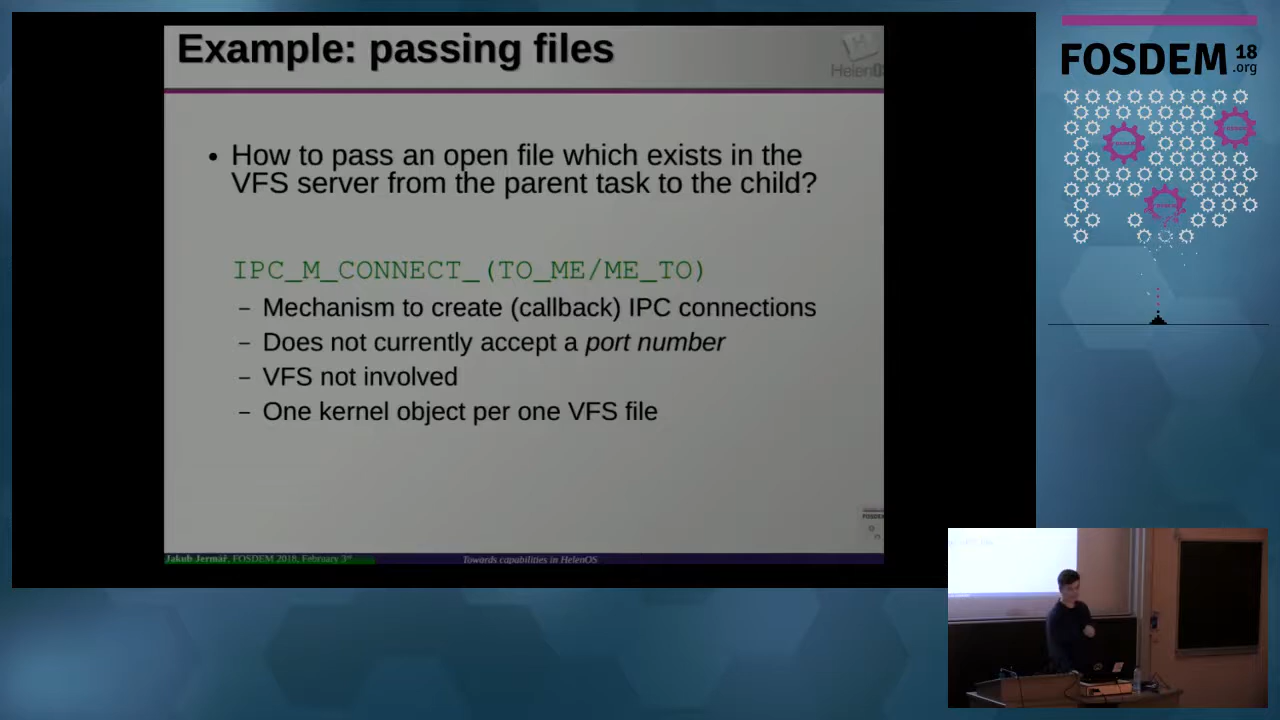 Example: passing files
HelenOS
• How to pass an open file which exists in the
VFS server from the parent task to the child?
IPC_M_CONNECT_(TO_ME/ME_TO)
– Mechanism to create (callback) IPC connections
– Does not currently accept a port number
– VFS not involved
– One kernel object per one VFS file
FOSDEM
Jakub Jermář, FOSDEM 2018, February 3rd
Towards capabilities in HelenOS
FOSDEM 18
.org